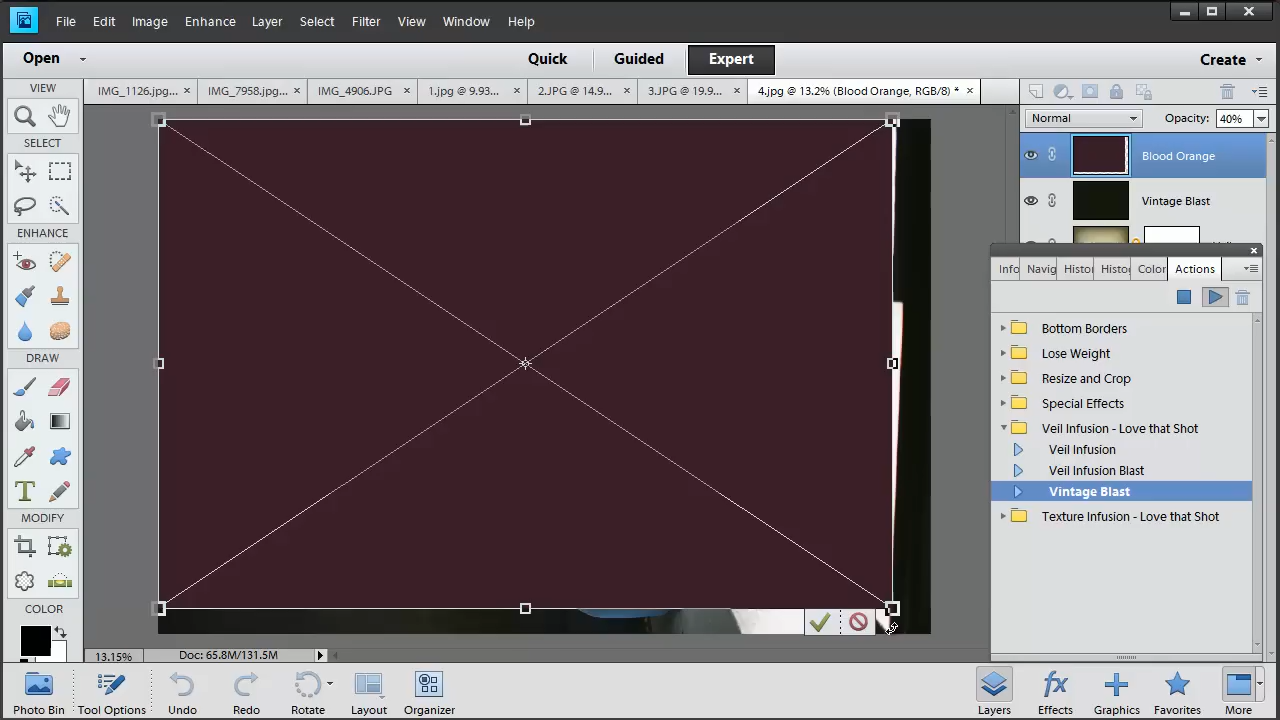 File Edit Image Enhance Layer Select Filter View Window Help
Open Quick Guided Expert Create
VIEW
IMG_1126.jpg... × IMG_7958.jpg... × IMG_4906.JPG × 1.jpg @ 9.93... × 2.JPG @ 14.9... × 3.JPG @ 19.9... × 4.jpg @ 13.2% (Blood Orange, RGB/8) * ×
Normal Opacity: 40%
SELECT
Blood Orange
Vintage Blast
ENHANCE
Info Navig Histor Histo Color Actions
Bottom Borders
Lose Weight
Resize and Crop
Special Effects
Veil Infusion - Love that Shot
Veil Infusion
Veil Infusion Blast
Vintage Blast
Texture Infusion - Love that Shot
DRAW
T
MODIFY
COLOR
13.15% Doc: 65.8M/131.5M
Photo Bin Tool Options Undo Redo Rotate Layout Organizer
fx
Layers Effects Graphics Favorites More